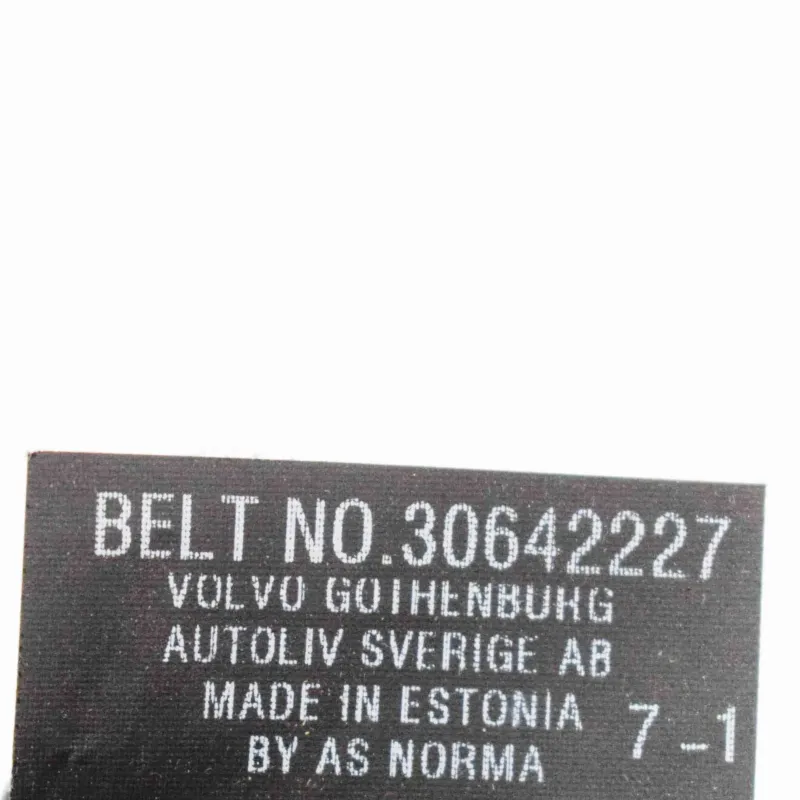 BELT NO.30642227
VOLVO GOTHENBURG
AUTOLIV SVERIGE AB
MADE IN ESTONIA
7-1
BY AS NORMA